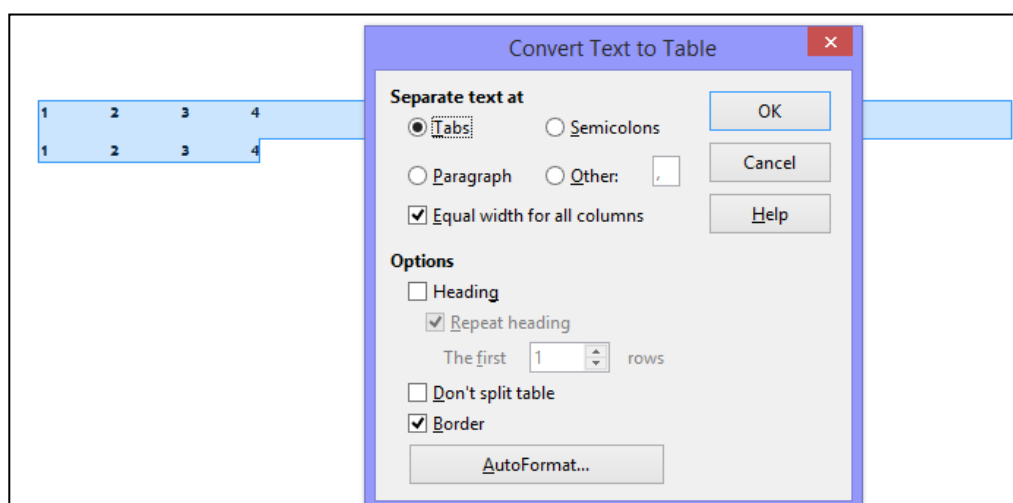 Convert Text to Table
1 2 3 4
1 2 3 4
Separate text at
Tabs Semicolons
Paragraph Other: ,
Equal width for all columns
OK
Cancel
Help
Options
Heading
Repeat heading
The first 1 rows
Don't split table
Border
AutoFormat...